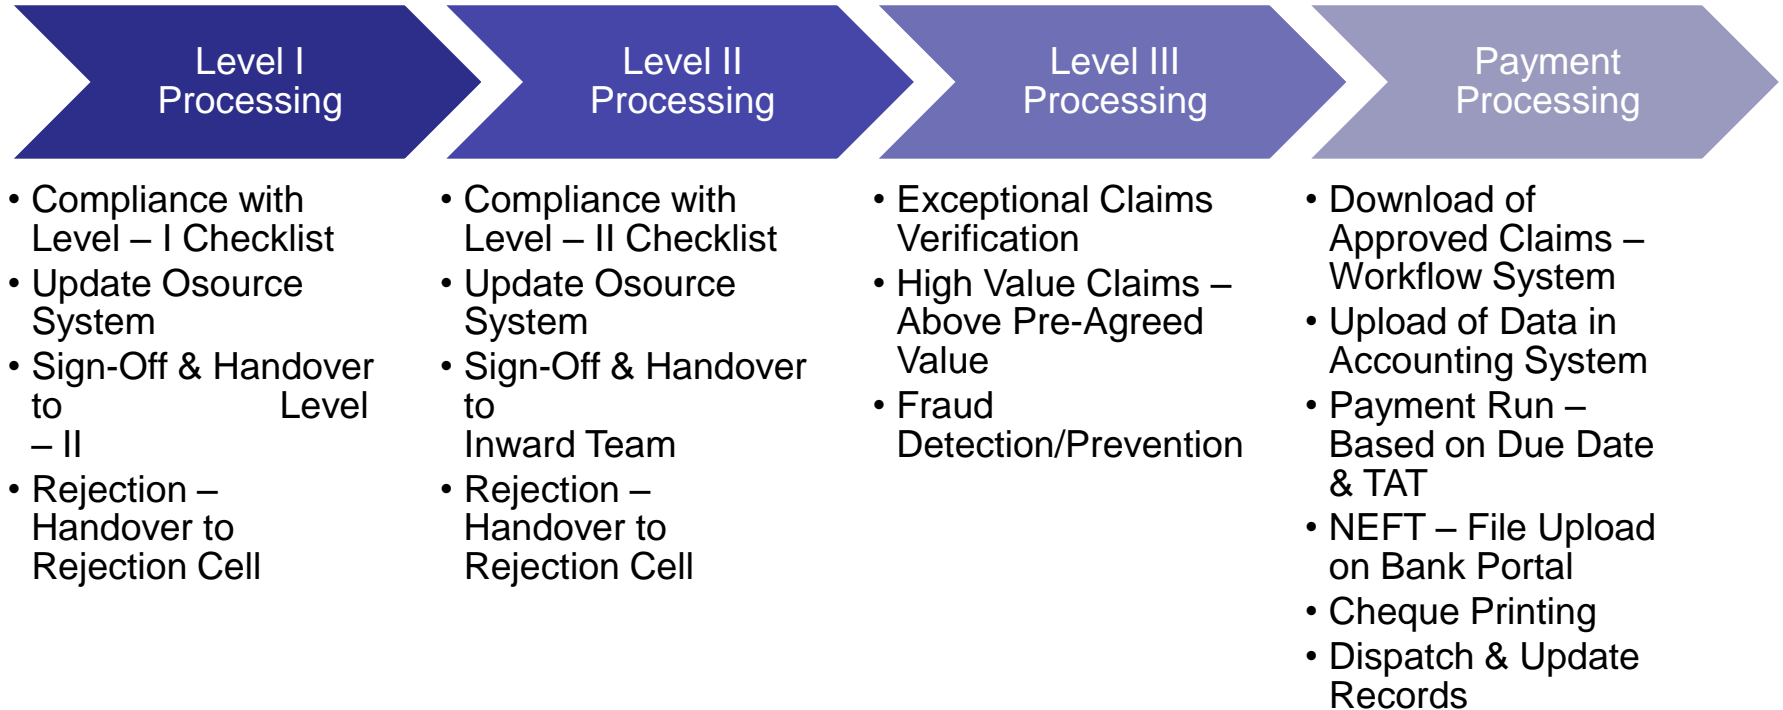 Level I
Processing
Level II
Processing
Level III
Processing
Payment
Processing
• Compliance with
Level – I Checklist
• Update Osource
System
• Sign-Off & Handover
to Level
– II
• Rejection –
Handover to
Rejection Cell
• Compliance with
Level – II Checklist
• Update Osource
System
• Sign-Off & Handover
to
Inward Team
• Rejection –
Handover to
Rejection Cell
• Exceptional Claims
Verification
• High Value Claims –
Above Pre-Agreed
Value
• Fraud
Detection/Prevention
• Download of
Approved Claims –
Workflow System
• Upload of Data in
Accounting System
• Payment Run –
Based on Due Date
& TAT
• NEFT – File Upload
on Bank Portal
• Cheque Printing
• Dispatch & Update
Records